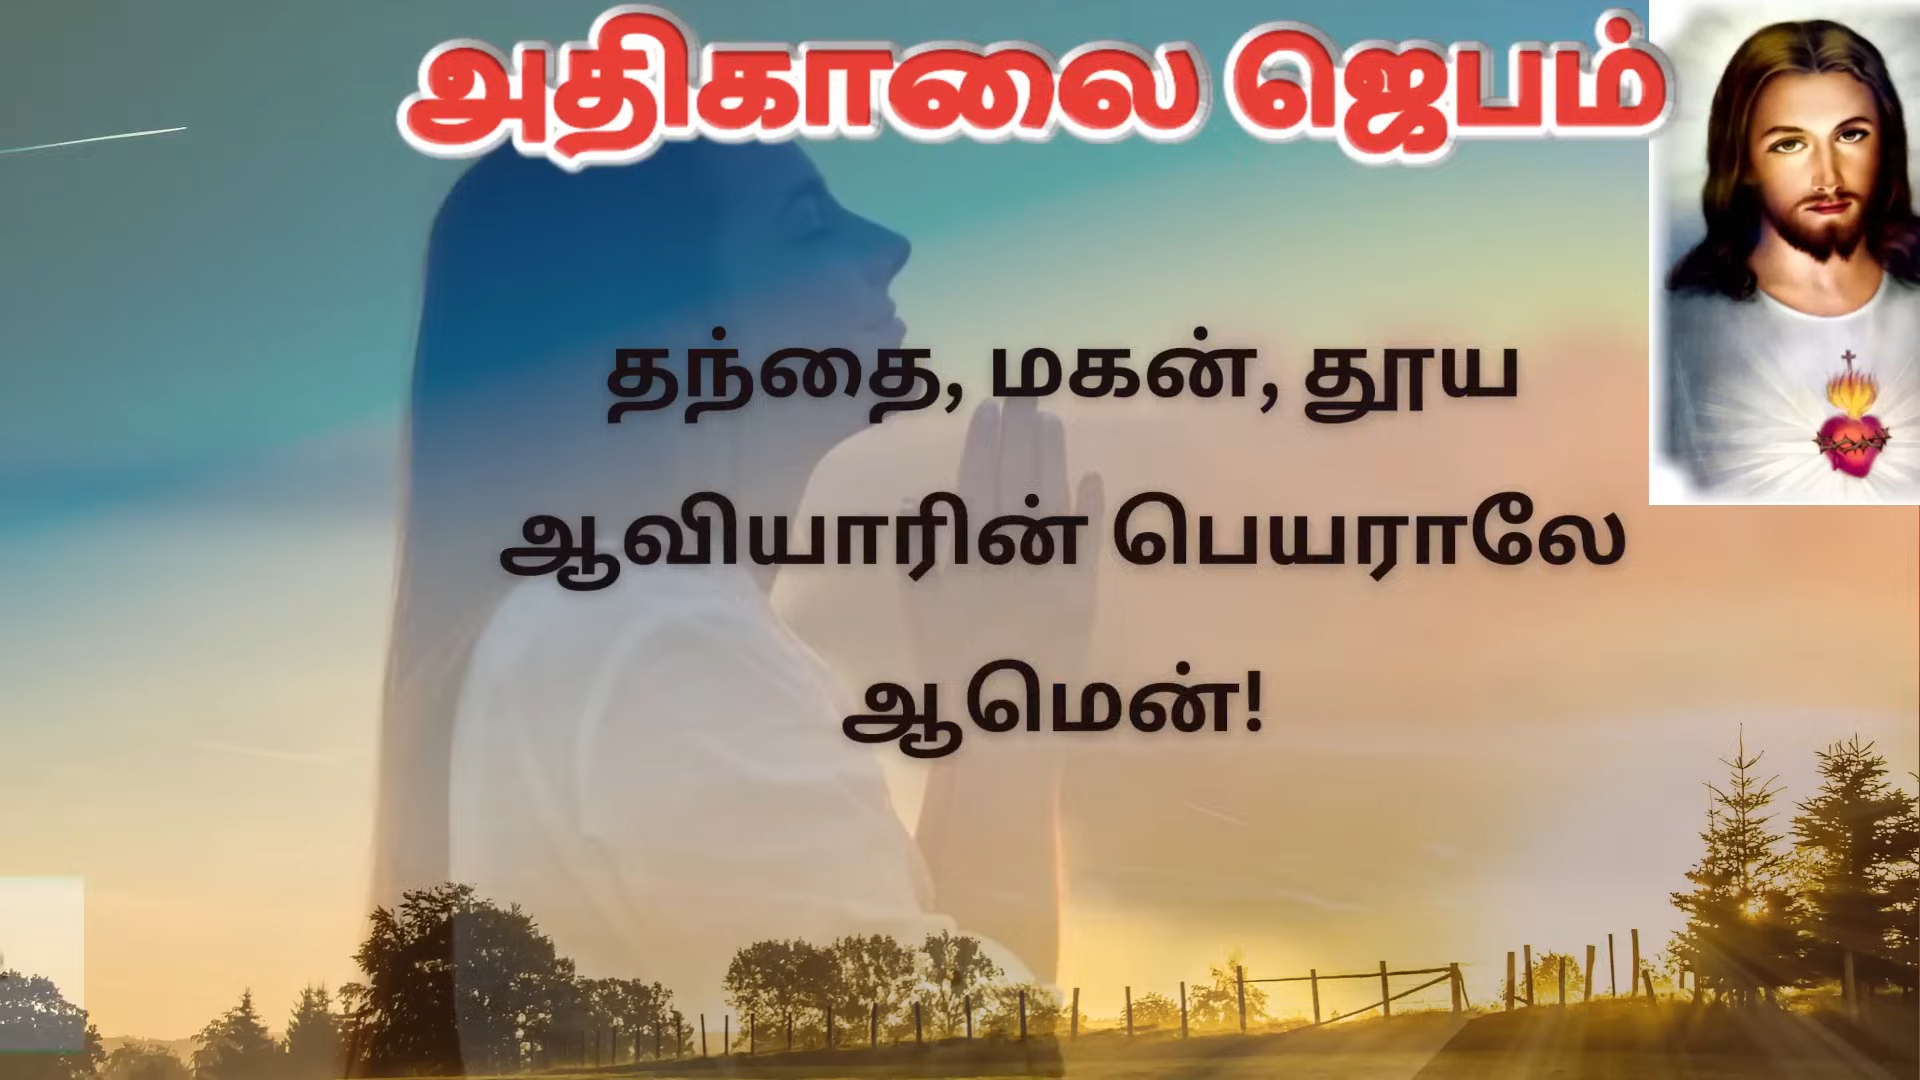 அதிகாலை ஜெபம்
தந்தை, மகன், தூய
ஆவியாரின் பெயராலே
ஆமென்!